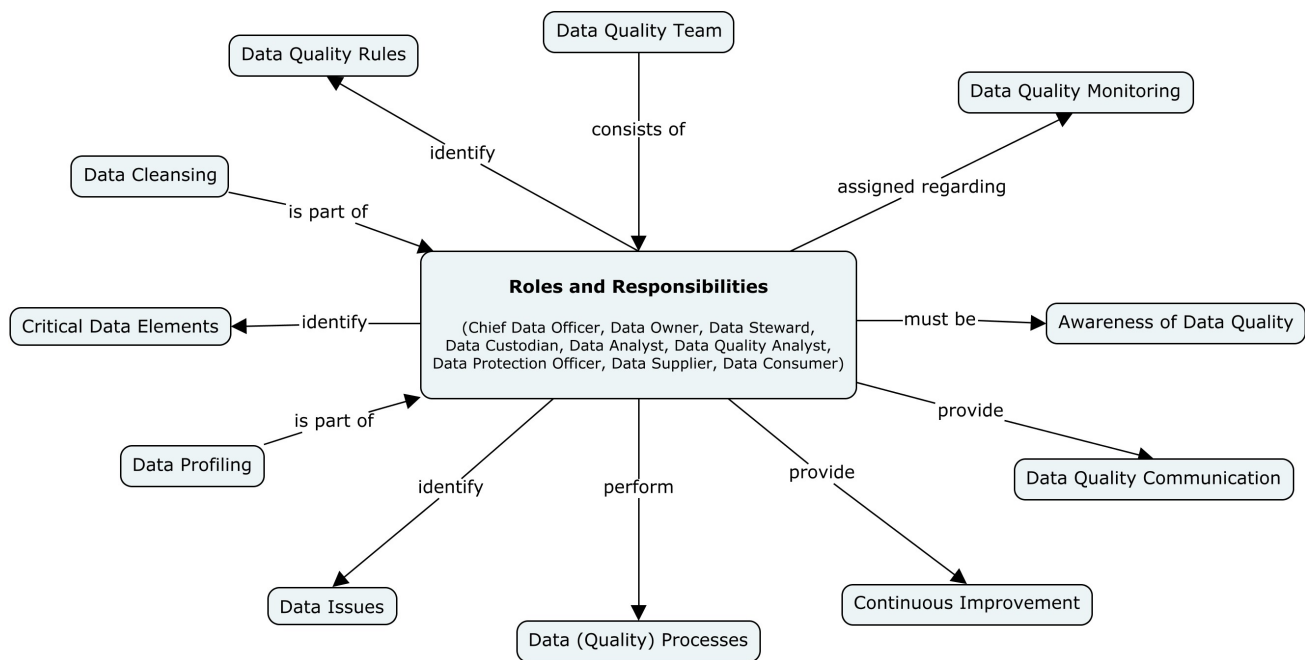 Data Quality Team
Data Quality Rules
Data Quality Monitoring
consists of
identify
Data Cleansing
assigned regarding
is part of
Roles and Responsibilities
(Chief Data Officer, Data Owner, Data Steward,
Data Custodian, Data Analyst, Data Quality Analyst,
Data Protection Officer, Data Supplier, Data Consumer)
Critical Data Elements
identify
must be
Awareness of Data Quality
is part of
provide
Data Profiling
Data Quality Communication
identify
perform
provide
Data Issues
Continuous Improvement
Data (Quality) Processes